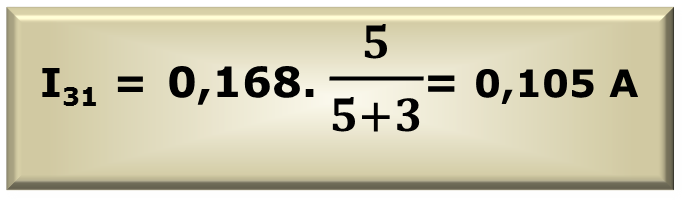 I₃₁ = 0,168. 5/(5+3) = 0,105 A